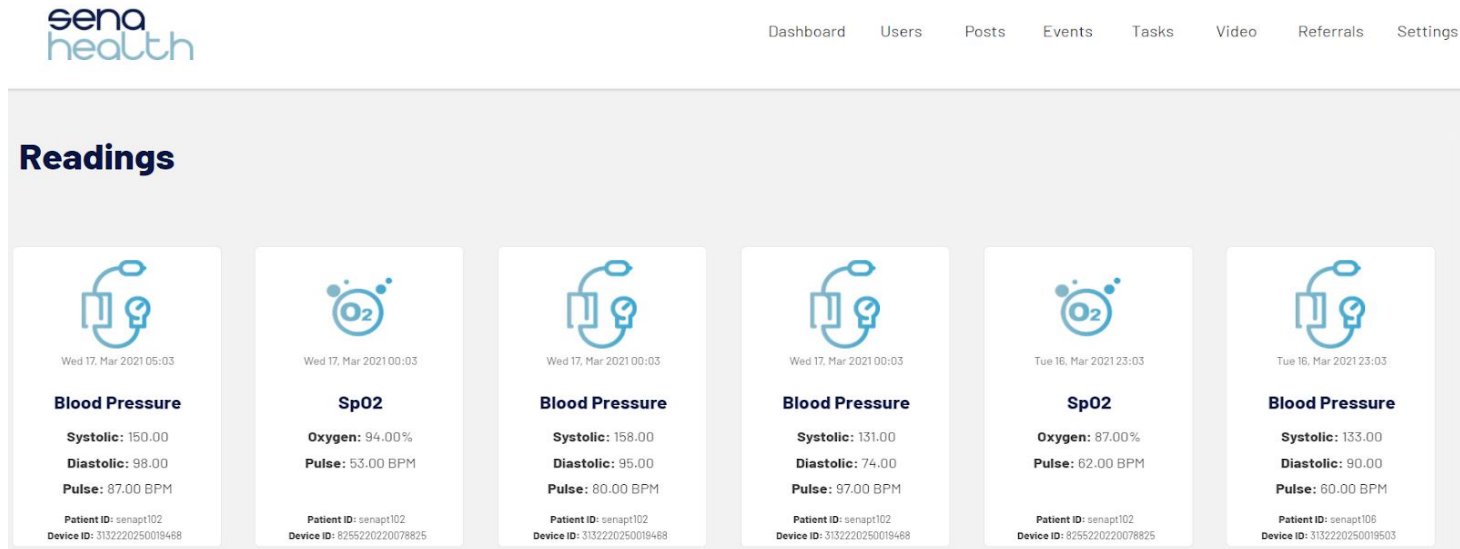 sena
health
Dashboard Users Posts Events Tasks Video Referrals Settings
Readings
O2
Wed 17, Mar 2021 05:03
Blood Pressure
Systolic: 150.00
Diastolic: 98.00
Pulse: 87.00 BPM
Patient ID: senapt102
Device ID: 3132220250019468
Wed 17, Mar 2021 00:03
SpO2
Oxygen: 94.00%
Pulse: 53.00 BPM
Patient ID: senapt102
Device ID: 8255220220078825
Wed 17, Mar 2021 00:03
Blood Pressure
Systolic: 158.00
Diastolic: 95.00
Pulse: 80.00 BPM
Patient ID: senapt102
Device ID: 3132220250019468
Wed 17, Mar 2021 00:03
Blood Pressure
Systolic: 131.00
Diastolic: 74.00
Pulse: 97.00 BPM
Patient ID: senapt102
Device ID: 3132220250019468
O2
Tue 16, Mar 2021 23:03
SpO2
Oxygen: 87.00%
Pulse: 62.00 BPM
Patient ID: senapt102
Device ID: 8255220220078825
Tue 16, Mar 2021 23:03
Blood Pressure
Systolic: 133.00
Diastolic: 90.00
Pulse: 60.00 BPM
Patient ID: senapt106
Device ID: 3132220250019503